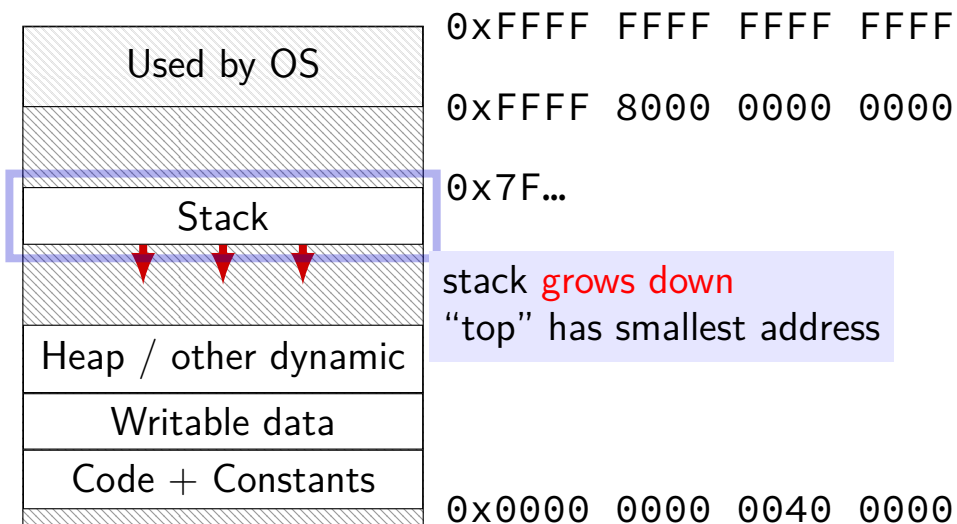 0xFFFF FFFF FFFF FFFF
Used by OS
0xFFFF 8000 0000 0000
0x7F…
Stack
stack grows down
“top” has smallest address
Heap / other dynamic
Writable data
Code + Constants
0x0000 0000 0040 0000